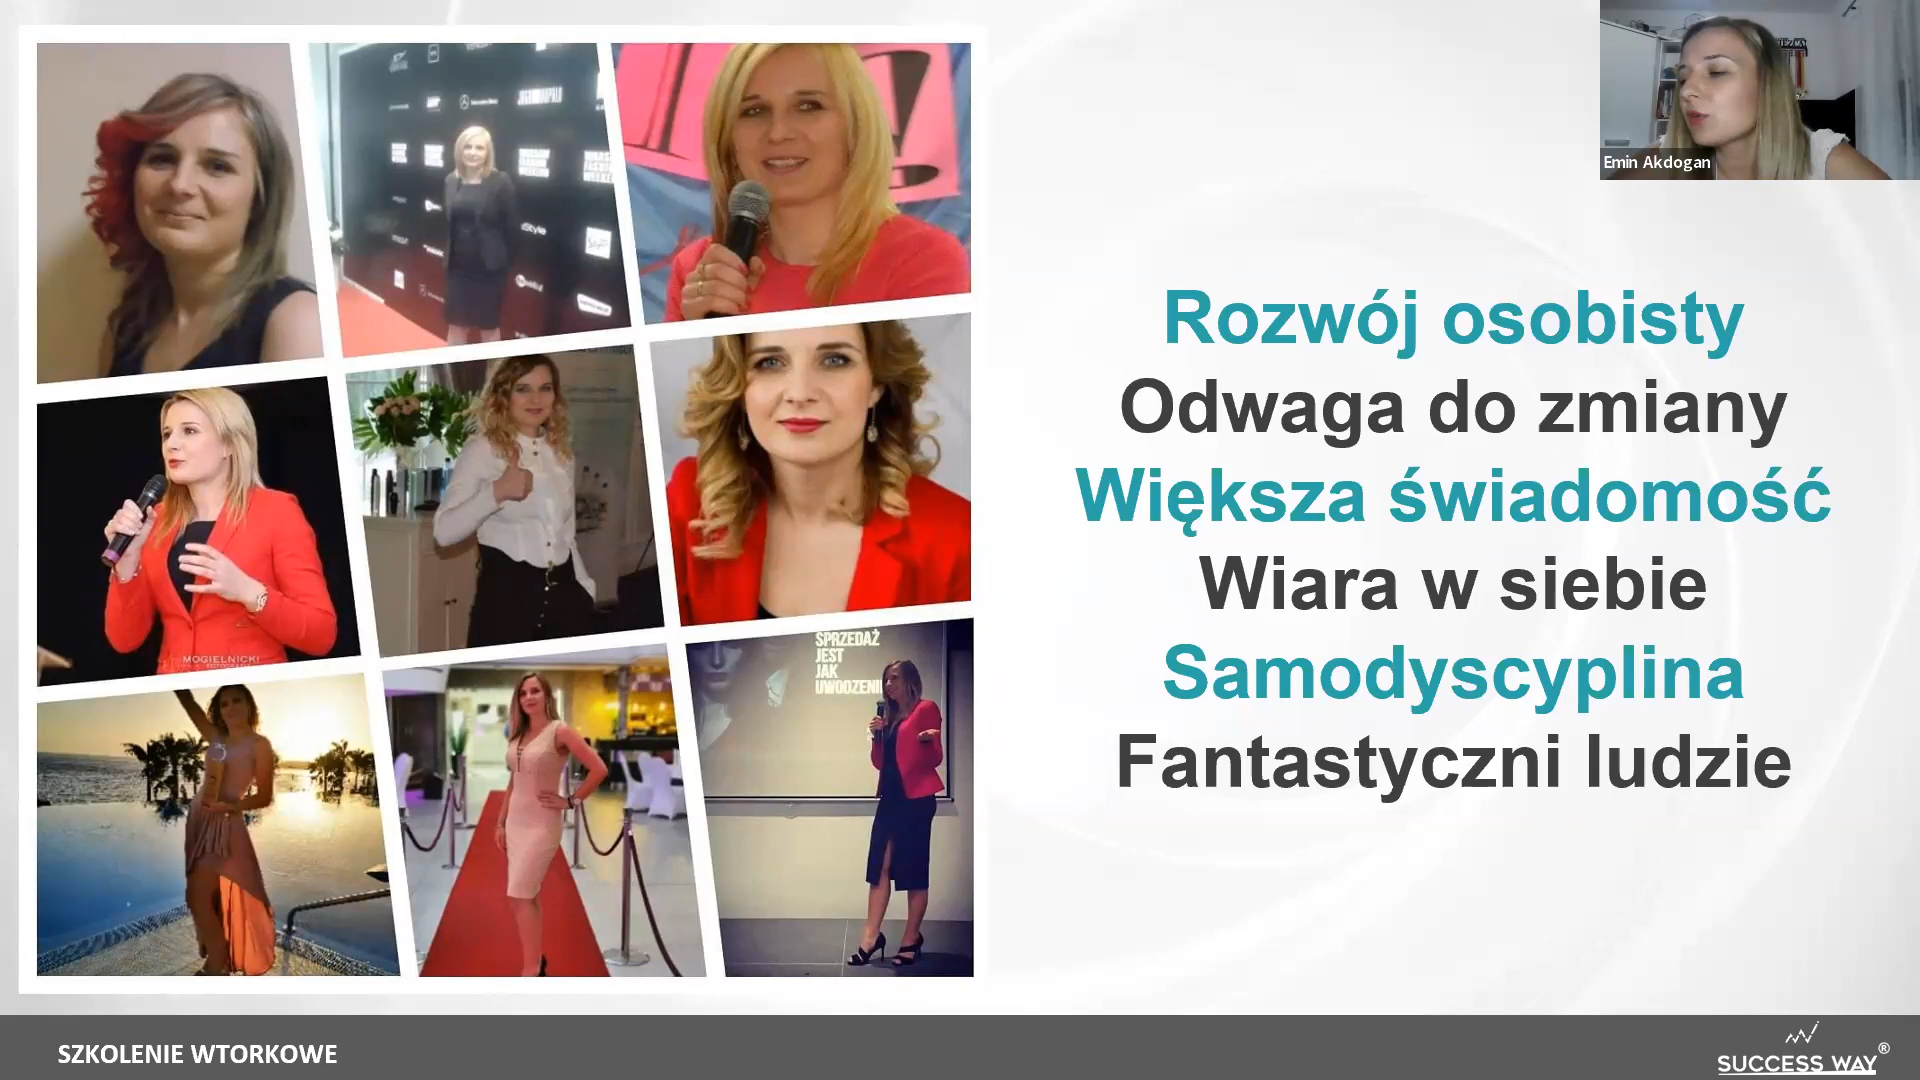 Emin Akdogan
Rozwój osobisty
Odwaga do zmiany
Większa świadomość
Wiara w siebie
Samodyscyplina
Fantastyczni ludzie
MOGIELNICKI
SPRZEDAŻ
JEST
JAK
UWODZENI
SZKOLENIE WTORKOWE
SUCCESS WAY®